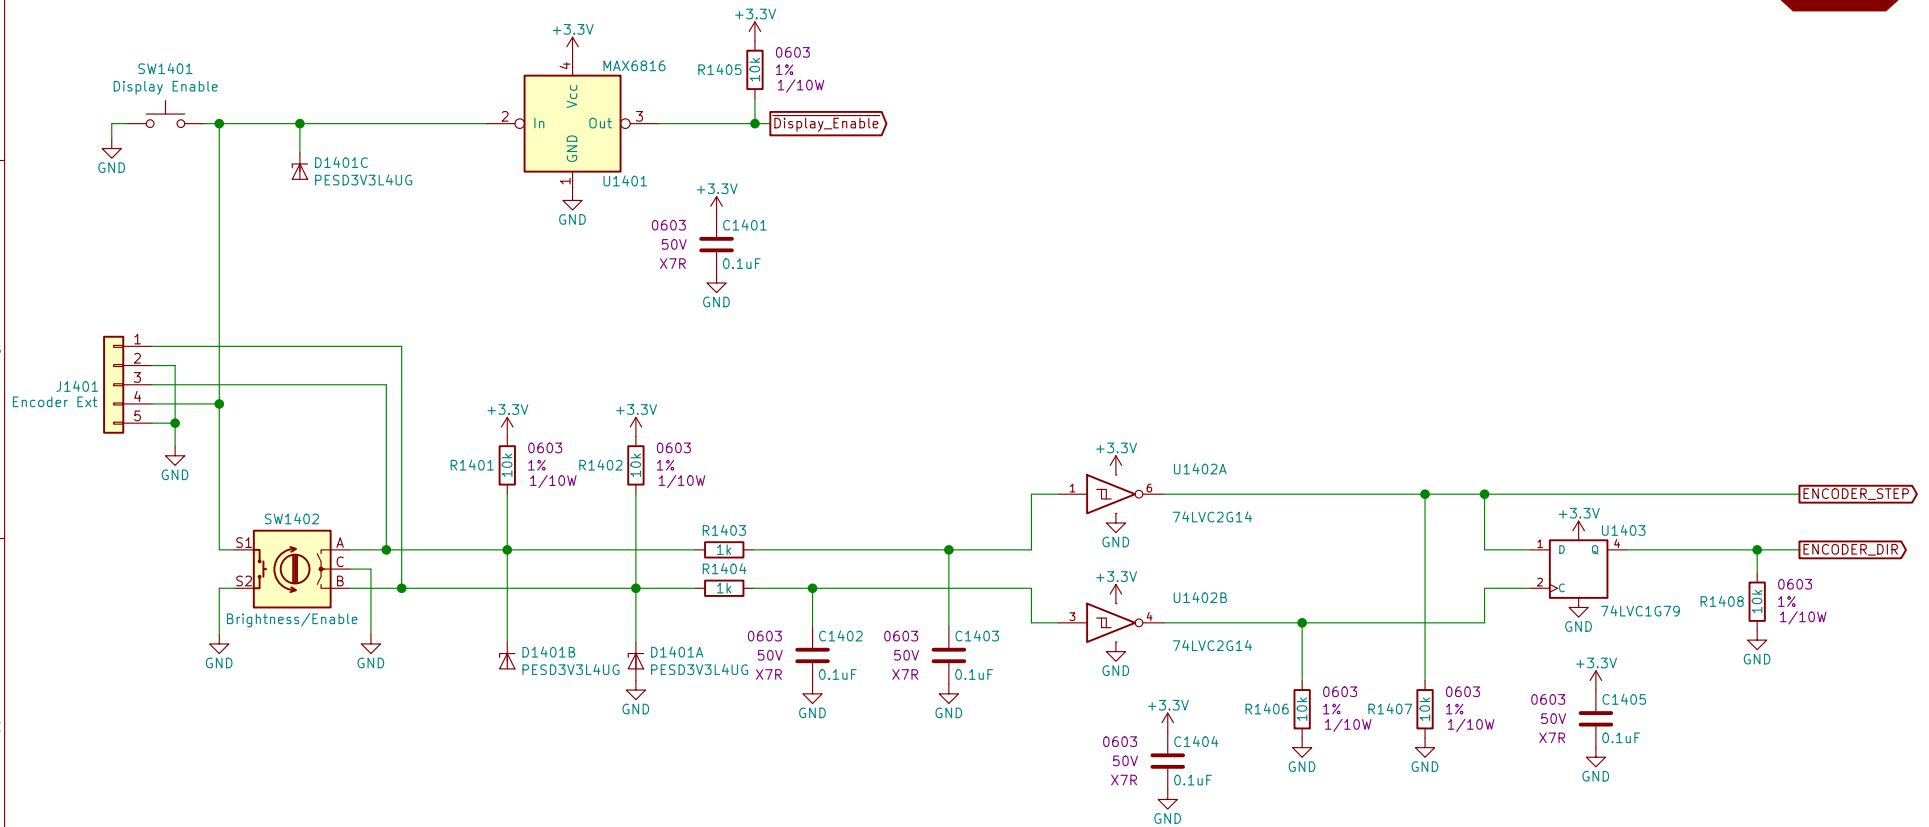 +3.3V
SW1401
Display Enable
GND
D1401C
PESD3V3L4UG
+3.3V
MAX6816
4
Vcc
2
In
Out
3
GND
1
U1401
GND
R1405
10k
0603
1%
1/10W
Display_Enable
+3.3V
0603
50V
X7R
C1401
0.1uF
GND
J1401
Encoder Ext
1
2
3
4
5
GND
SW1402
S1
S2
A
C
B
Brightness/Enable
GND
GND
+3.3V
R1401
10k
0603
1%
1/10W
+3.3V
R1402
10k
0603
1%
1/10W
R1403
1k
R1404
1k
D1401B
PESD3V3L4UG
D1401A
PESD3V3L4UG
GND
0603
50V
X7R
C1402
0.1uF
GND
0603
50V
X7R
C1403
0.1uF
GND
+3.3V
U1402A
1
6
74LVC2G14
GND
+3.3V
U1402B
3
4
74LVC2G14
GND
+3.3V
0603
50V
X7R
C1404
0.1uF
GND
R1406
10k
0603
1%
1/10W
GND
R1407
10k
0603
1%
1/10W
GND
+3.3V
U1403
1
D
Q
4
2
C
74LVC1G79
GND
ENCODER_STEP
ENCODER_DIR
R1408
10k
0603
1%
1/10W
GND
+3.3V
0603
50V
X7R
C1405
0.1uF
GND